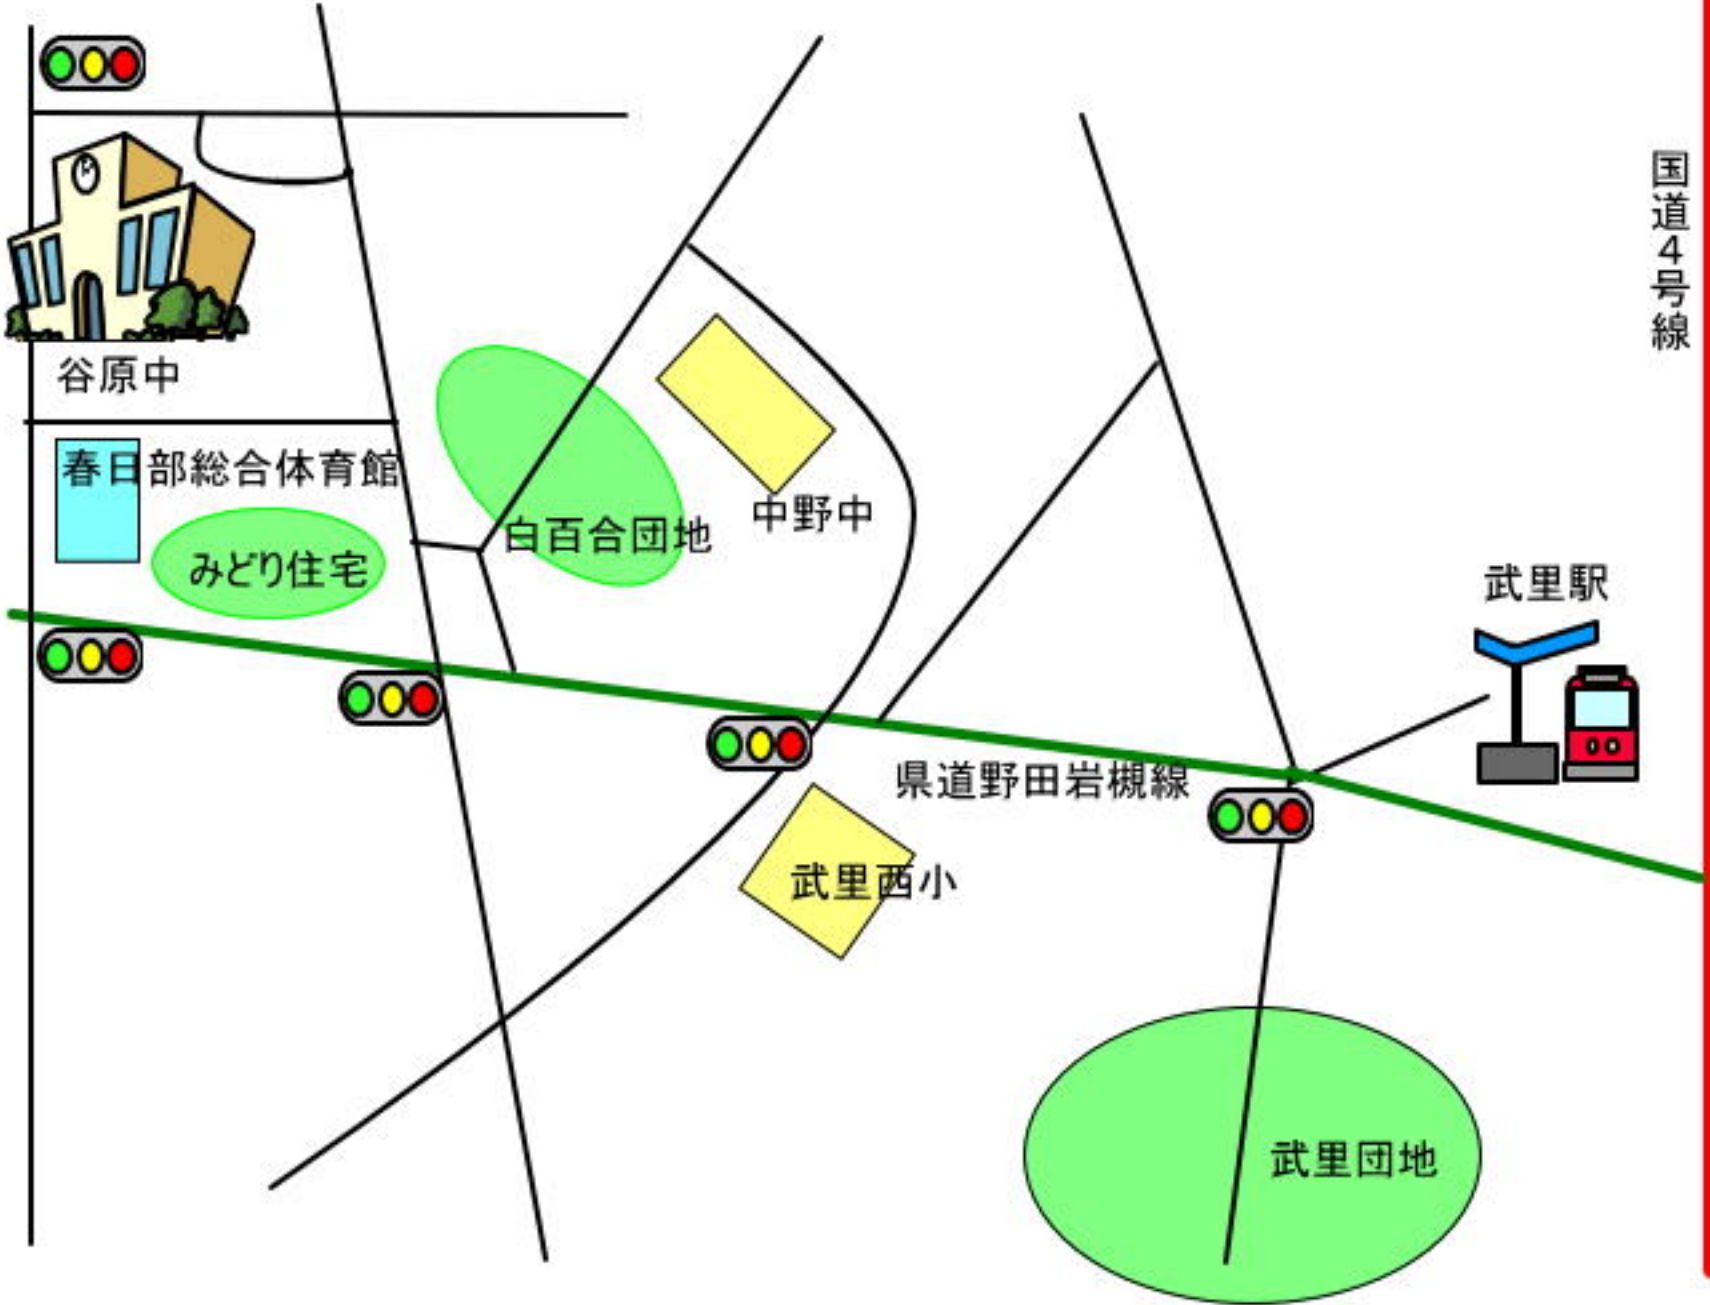 国道4号線
谷原中
春日部総合体育館
中野中
白百合団地
みどり住宅
武里駅
県道野田岩槻線
武里西小
武里団地